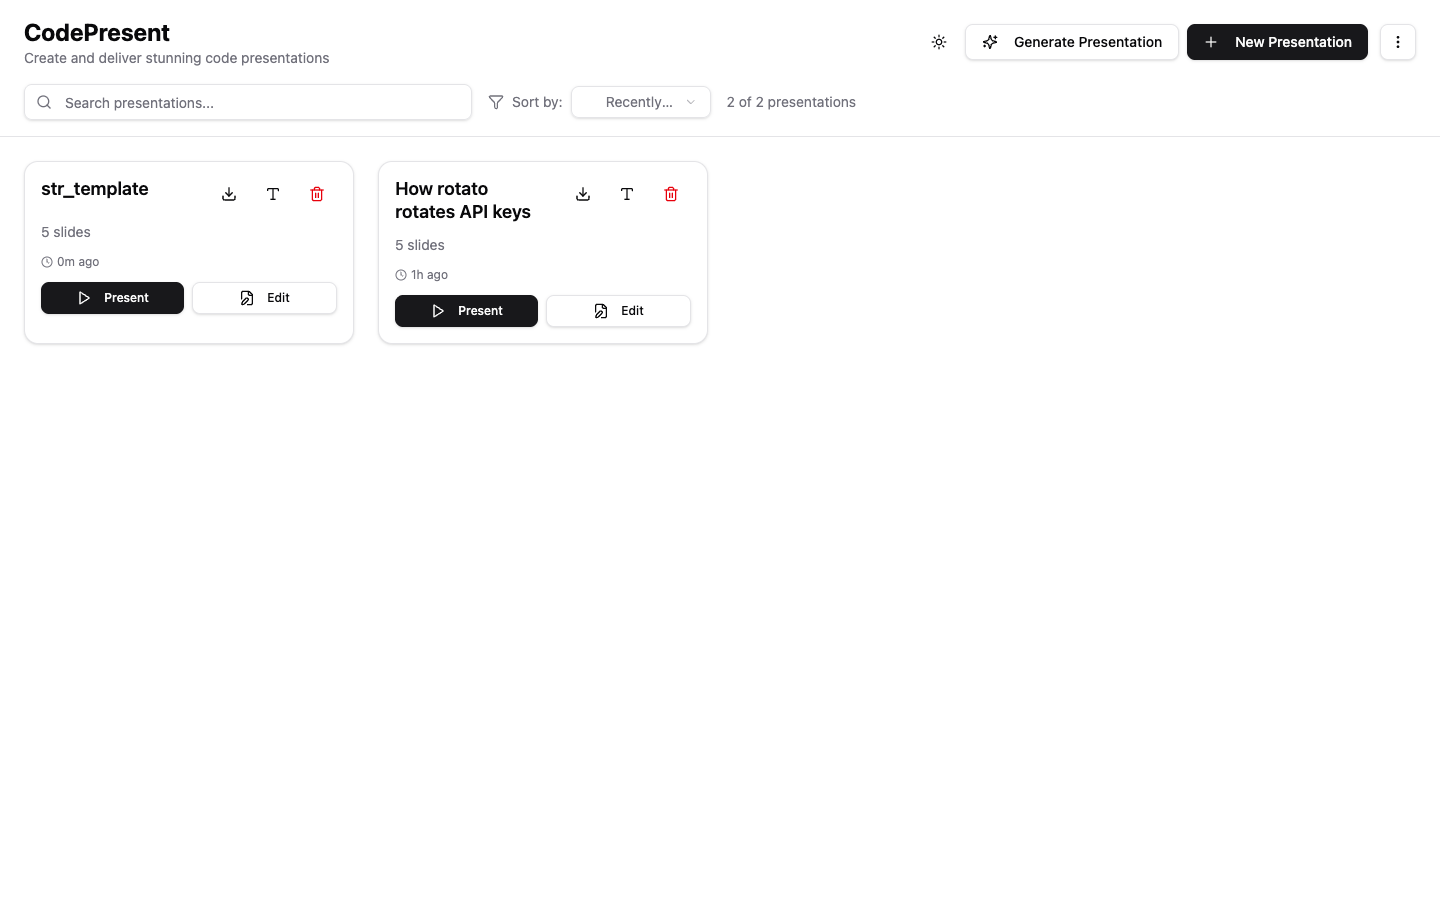 CodePresent
Create and deliver stunning code presentations
Generate Presentation
New Presentation
Search presentations...
Sort by:
Recently...
2 of 2 presentations
str_template
5 slides
0m ago
Present
Edit
How rotato
rotates API keys
5 slides
1h ago
Present
Edit